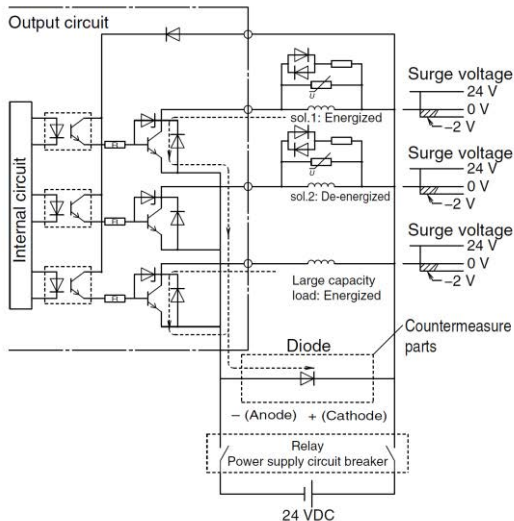 Output circuit
Internal circuit
Surge voltage
24 V
0 V
−2 V
sol.1: Energized
U
Surge voltage
24 V
0 V
−2 V
sol.2: De-energized
U
Surge voltage
24 V
0 V
−2 V
Large capacity
load: Energized
Countermeasure
parts
Diode
− (Anode) + (Cathode)
Relay
Power supply circuit breaker
24 VDC